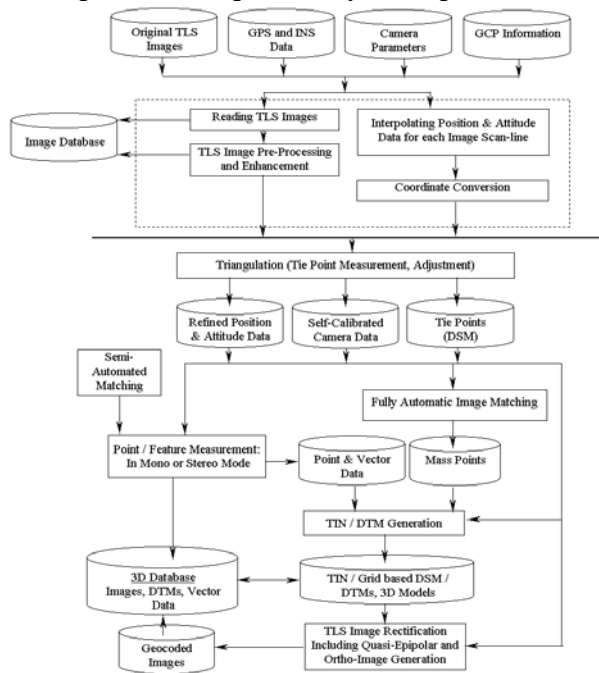 Original TLS
Images
GPS and INS
Data
Camera
Parameters
GCP Information
Image Database
Reading TLS Images
TLS Image Pre-Processing
and Enhancement
Interpolating Position & Attitude
Data for each Image Scan-line
Coordinate Conversion
Triangulation (Tie Point Measurement, Adjustment)
Refined Position
& Attitude Data
Self-Calibrated
Camera Data
Tie Points
(DSM)
Semi-
Automated
Matching
Fully Automatic Image Matching
Point / Feature Measurement:
In Mono or Stereo Mode
Point & Vector
Data
Mass Points
TIN / DTM Generation
3D Database
Images, DTMs, Vector
Data
TIN / Grid based DSM /
DTMs, 3D Models
Geocoded
Images
TLS Image Rectification
Including Quasi-Epipolar and
Ortho-Image Generation